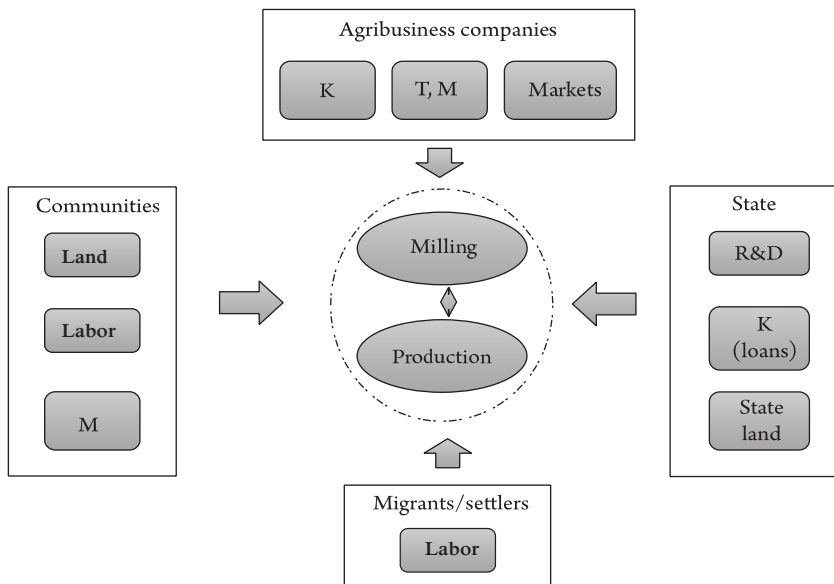 Agribusiness companies
K
T, M
Markets
Communities
Land
Labor
M
Milling
Production
State
R&D
K
(loans)
State
land
Migrants/settlers
Labor